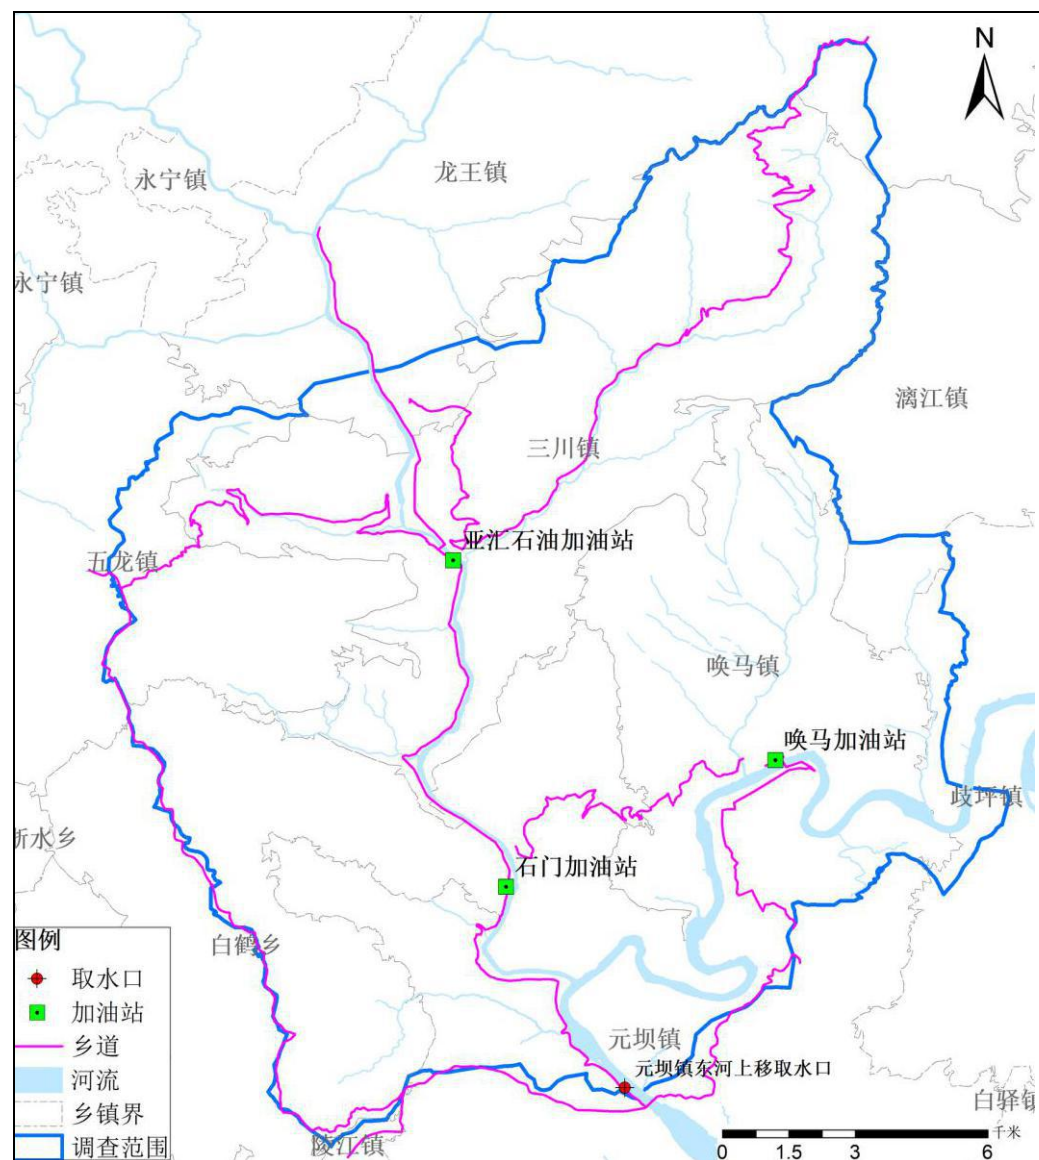 N
龙王镇
永宁镇
永宁镇
漓江镇
三川镇
亚汇石油加油站
五龙镇
唤马镇
唤马加油站
歧坪镇
石门加油站
白鹤乡
元坝镇
元坝镇东河上移取水口
白驿镇
陵江镇
图例
取水口
加油站
乡道
河流
乡镇界
调查范围
千米
0 1.5 3 6